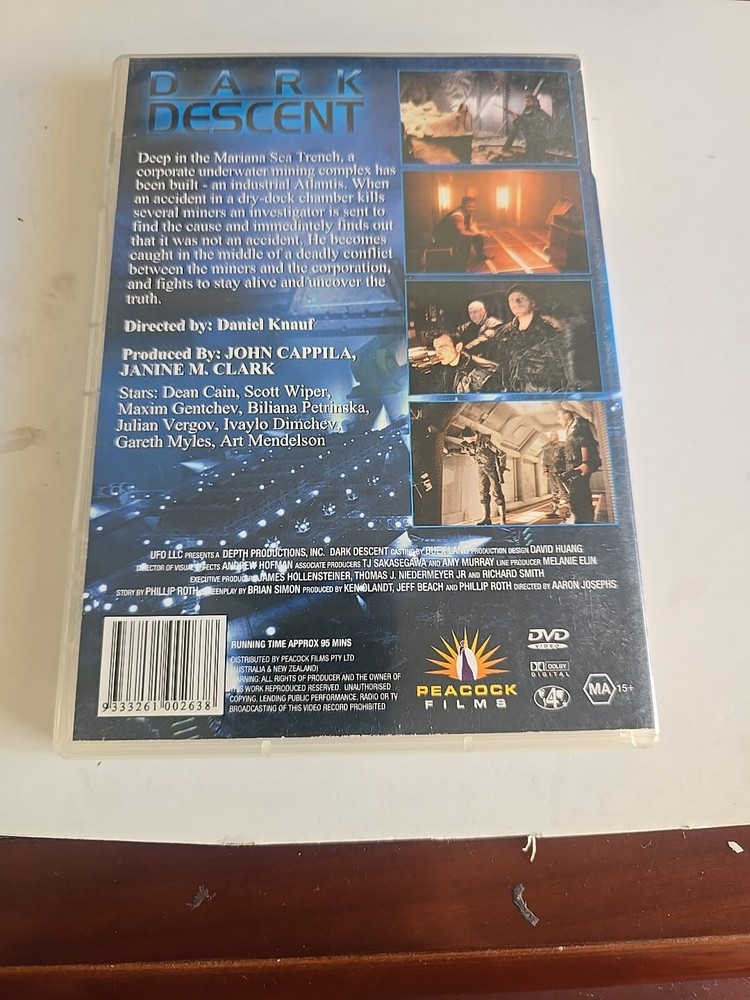 DARK
DESCENT
Deep in the Mariana Sea Trench, a
corporate underwater mining complex has
been built - an industrial Atlantis. When
an accident in a dry-dock chamber kills
several miners an investigator is sent to
find the cause and immediately finds out
that it was not an accident. He becomes
caught in the middle of a deadly conflict
between the miners and the corporation,
and fights to stay alive and uncover the
truth.
Directed by: Daniel Knauf
Produced By: JOHN CAPPILA,
JANINE M. CLARK
Stars: Dean Cain, Scott Wiper,
Maxim Gentchev, Biliana Petrinska,
Julian Vergov, Ivaylo Dimchev,
Gareth Myles, Art Mendelson
UFO LLC PRESENTS A DEPTH PRODUCTIONS, INC. DARK DESCENT CASTING BY LANG PRODUCTION DESIGN DAVID HUANG
DIRECTOR OF VISUAL EFFECTS ANDREW HOFMAN ASSOCIATE PRODUCERS TJ SAKASEGAWA AND AMY MURRAY LINE PRODUCER MELANIE ELIN
EXECUTIVE PRODUCERS JAMES HOLLENSTEINER, THOMAS J. NIEDERMEYER JR AND RICHARD SMITH
STORY BY PHILLIP ROTH SCREENPLAY BY BRIAN SIMON PRODUCED BY KEN OLANDT, JEFF BEACH AND PHILLIP ROTH DIRECTED BY AARON JOSEPHS
RUNNING TIME APPROX 95 MINS
DISTRIBUTED BY PEACOCK FILMS PTY LTD
(AUSTRALIA & NEW ZEALAND)
WARNING: ALL RIGHTS OF PRODUCER AND THE OWNER OF
THIS WORK REPRODUCED RESERVED. UNAUTHORISED
COPYING, LENDING PUBLIC PERFORMANCE, RADIO OR TV
BROADCASTING OF THIS VIDEO RECORD PROHIBITED
9333261 002638
PEACOCK
FILMS
DVD
VIDEO
DOLBY
DIGITAL
4
MA 15+